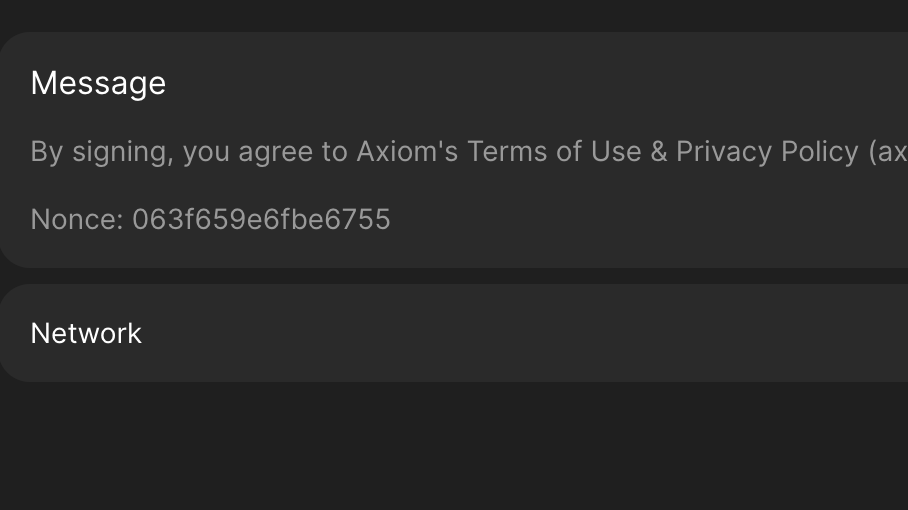 Message
By signing, you agree to Axiom's Terms of Use & Privacy Policy (ax
Nonce: 063f659e6fbe6755
Network